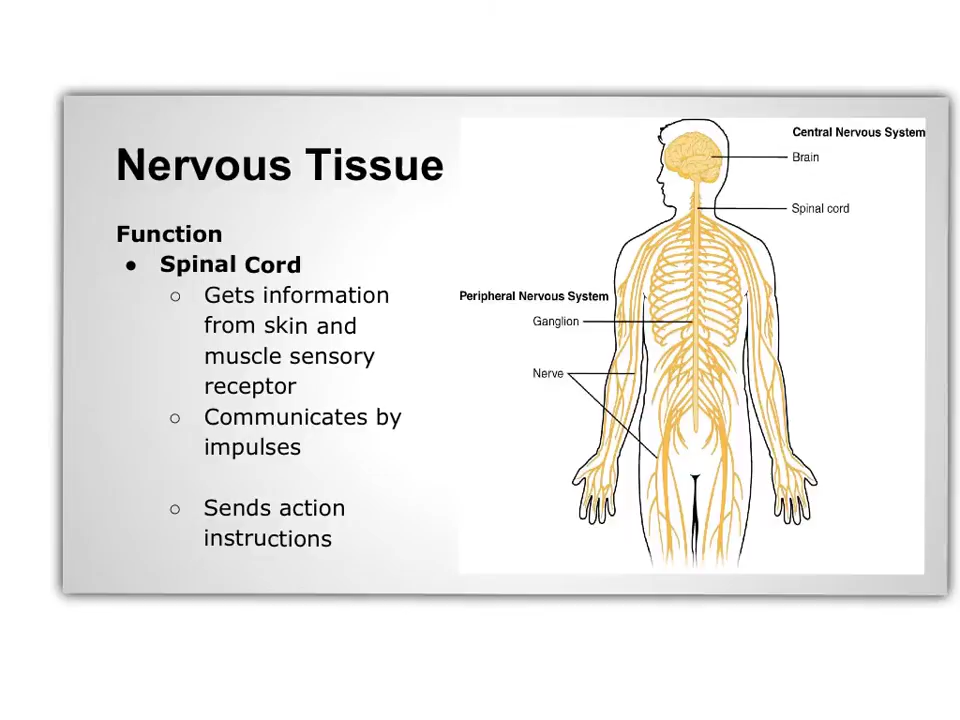 Nervous Tissue
Function
● Spinal Cord
○ Gets information
from skin and
muscle sensory
receptor
○ Communicates by
impulses
○ Sends action
instructions
Central Nervous System
Brain
Spinal cord
Peripheral Nervous System
Ganglion
Nerve